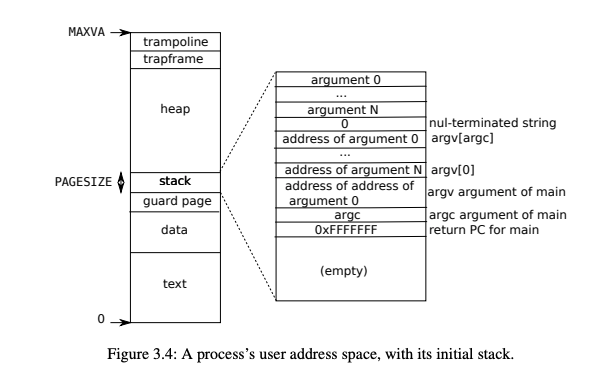 MAXVA
trampoline
trapframe
heap
PAGESIZE
stack
guard page
data
text
0
argument 0
...
argument N
0 nul-terminated string
address of argument 0 argv[argc]
...
address of argument N argv[0]
address of address of
argument 0
argv argument of main
argc argc argument of main
0xFFFFFFF return PC for main
(empty)
Figure 3.4: A process's user address space, with its initial stack.